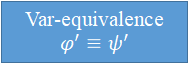 Var-equivalence
φ′ ≡ ψ′